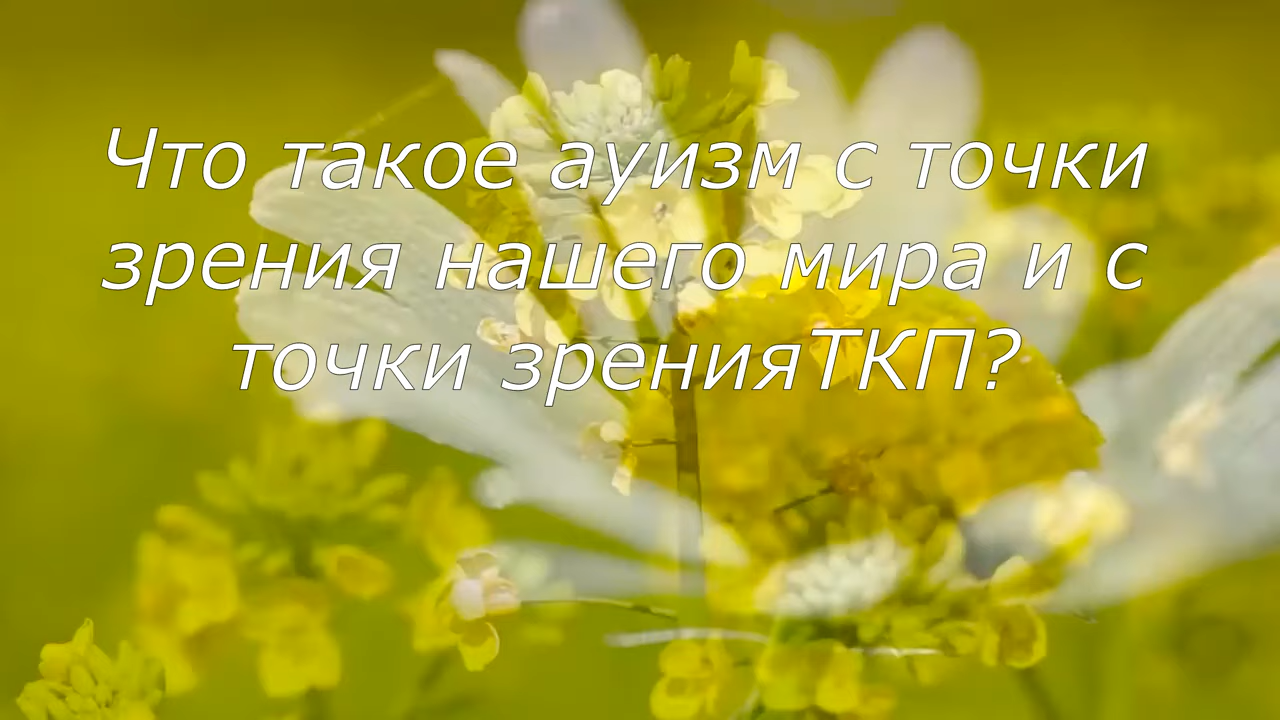 Что такое ауизм с точки
зрения нашего мира и с
точки зренияТКП?